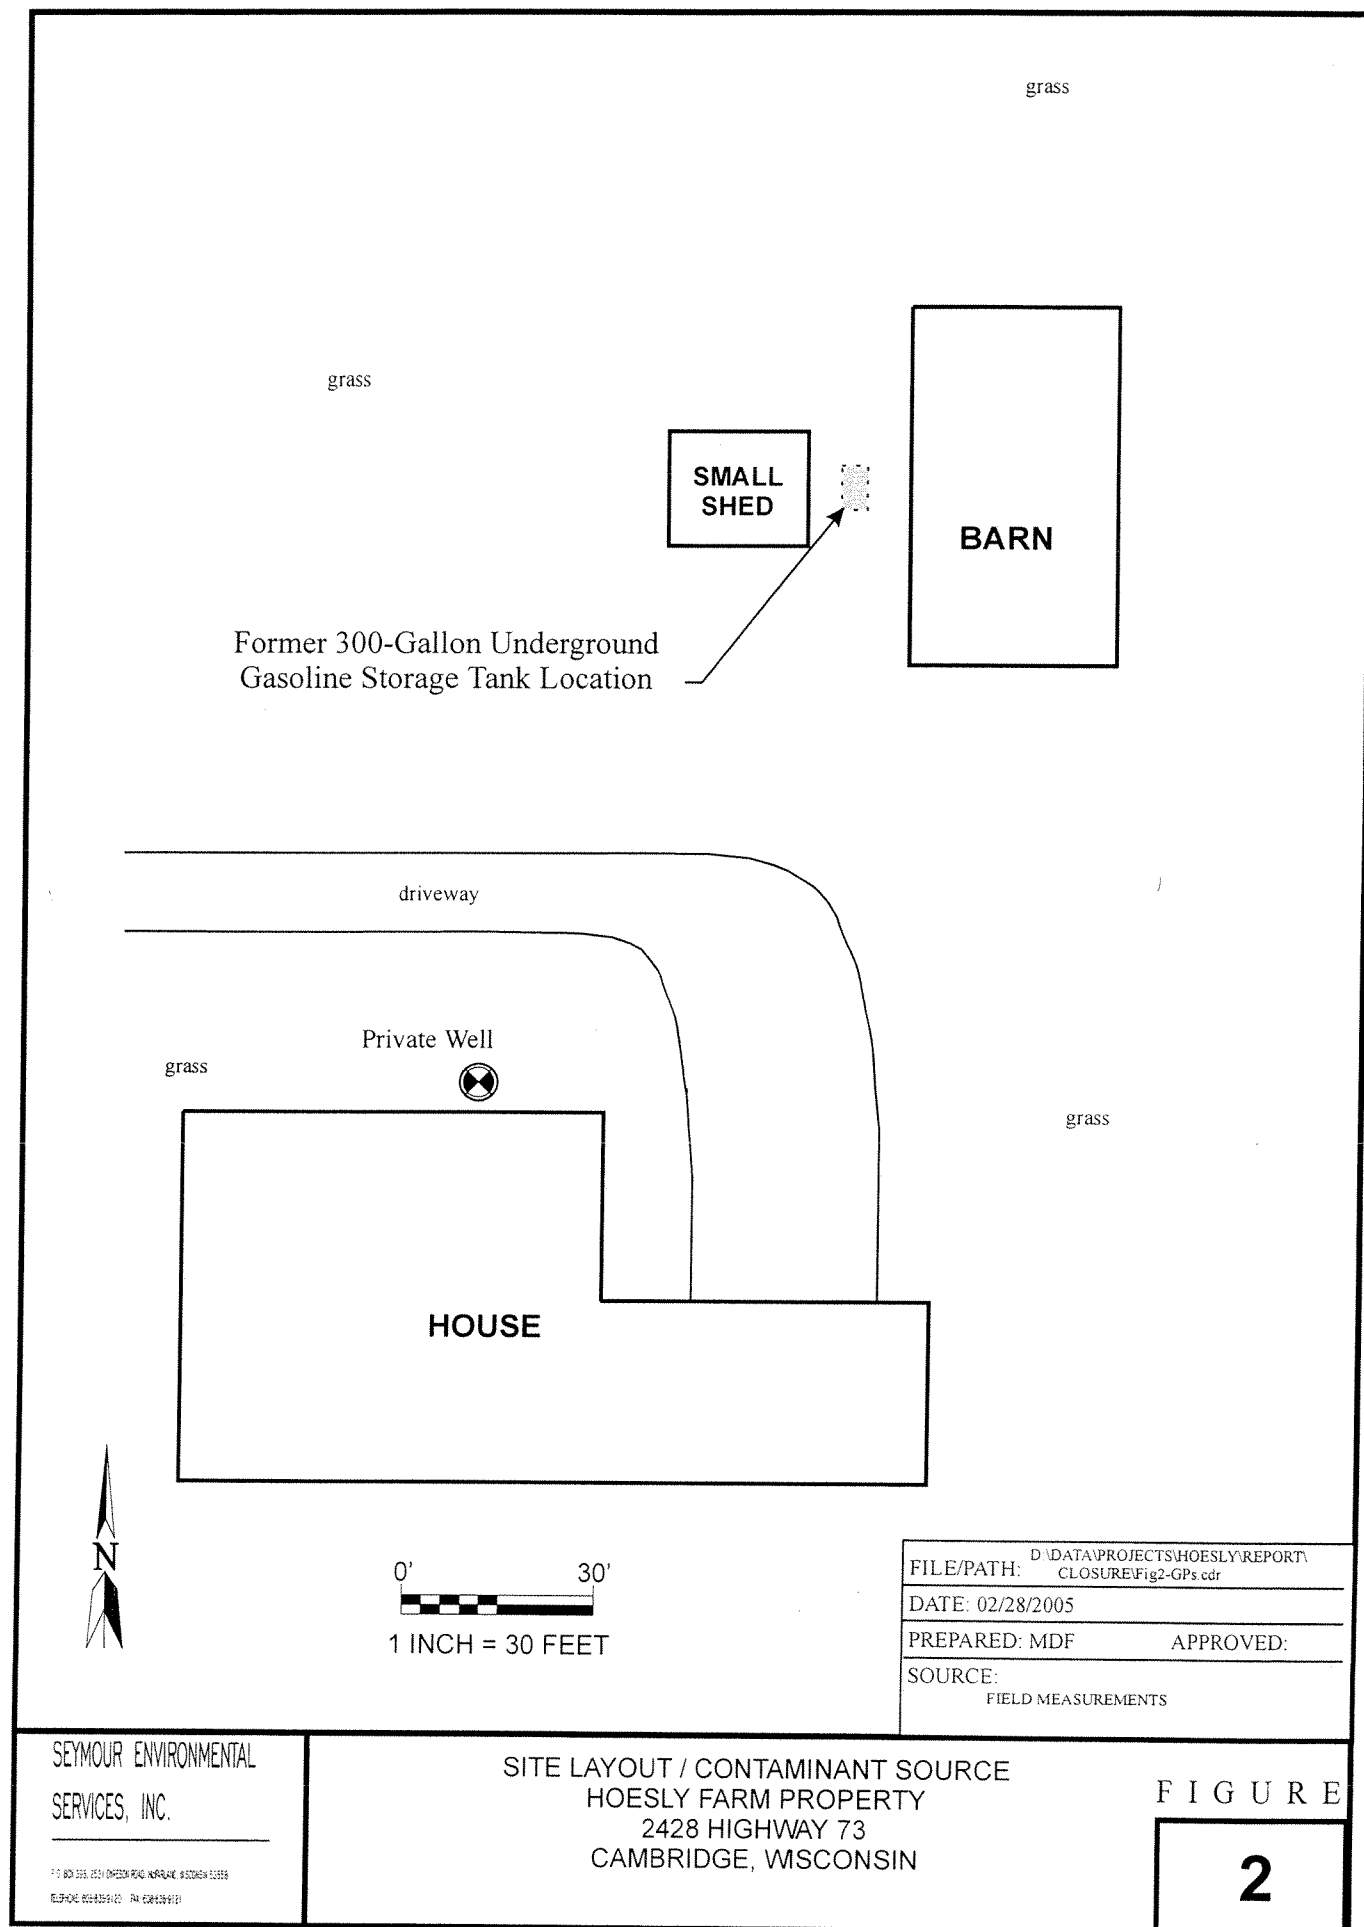 grass
grass
SMALL
SHED
BARN
Former 300-Gallon Underground
Gasoline Storage Tank Location
driveway
Private Well
grass
grass
HOUSE
N
0' 30'
1 INCH = 30 FEET
FILE/PATH: D:\DATA\PROJECTS\HOESLY\REPORT\
CLOSURE\Fig2-GPs.cdr
DATE: 02/28/2005
PREPARED: MDF APPROVED:
SOURCE:
FIELD MEASUREMENTS
SEYMOUR ENVIRONMENTAL
SERVICES, INC.
SITE LAYOUT / CONTAMINANT SOURCE
HOESLY FARM PROPERTY
2428 HIGHWAY 73
CAMBRIDGE, WISCONSIN
FIGURE
2